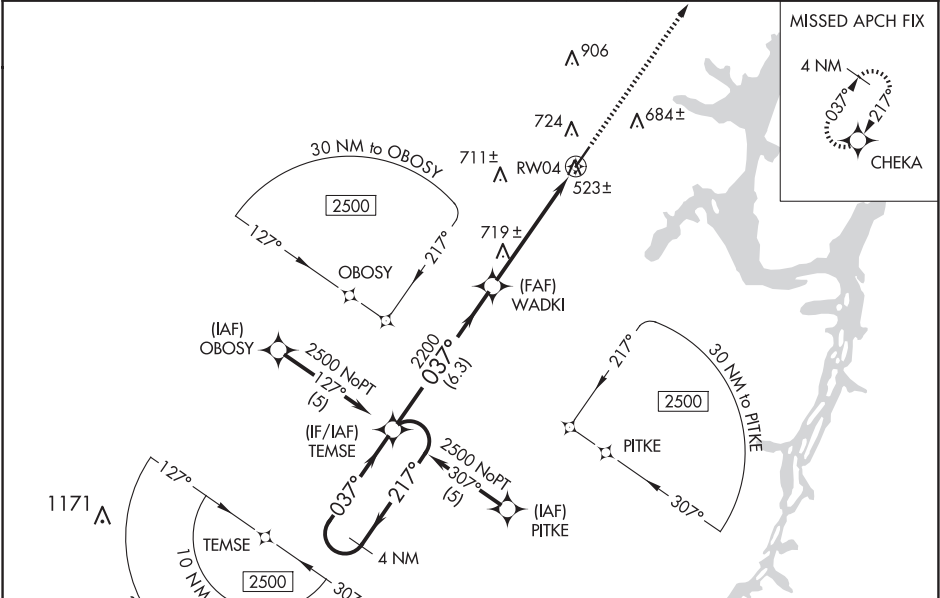 MISSED APCH FIX
4 NM
037°
217°
CHEKA
906
724
684±
711±
RW04
523±
30 NM to OBOSY
2500
127°
217°
OBOSY
719±
(FAF)
WADKI
(IAF)
OBOSY
2500 NoPT
127°
(5)
2200
037°
(6.3)
(IF/IAF)
TEMSE
217°
30 NM to PITKE
2500
PITKE
307°
2500 NoPT
307°
(5)
(IAF)
PITKE
037°
217°
4 NM
1171
127°
TEMSE
10 NM
2500
307